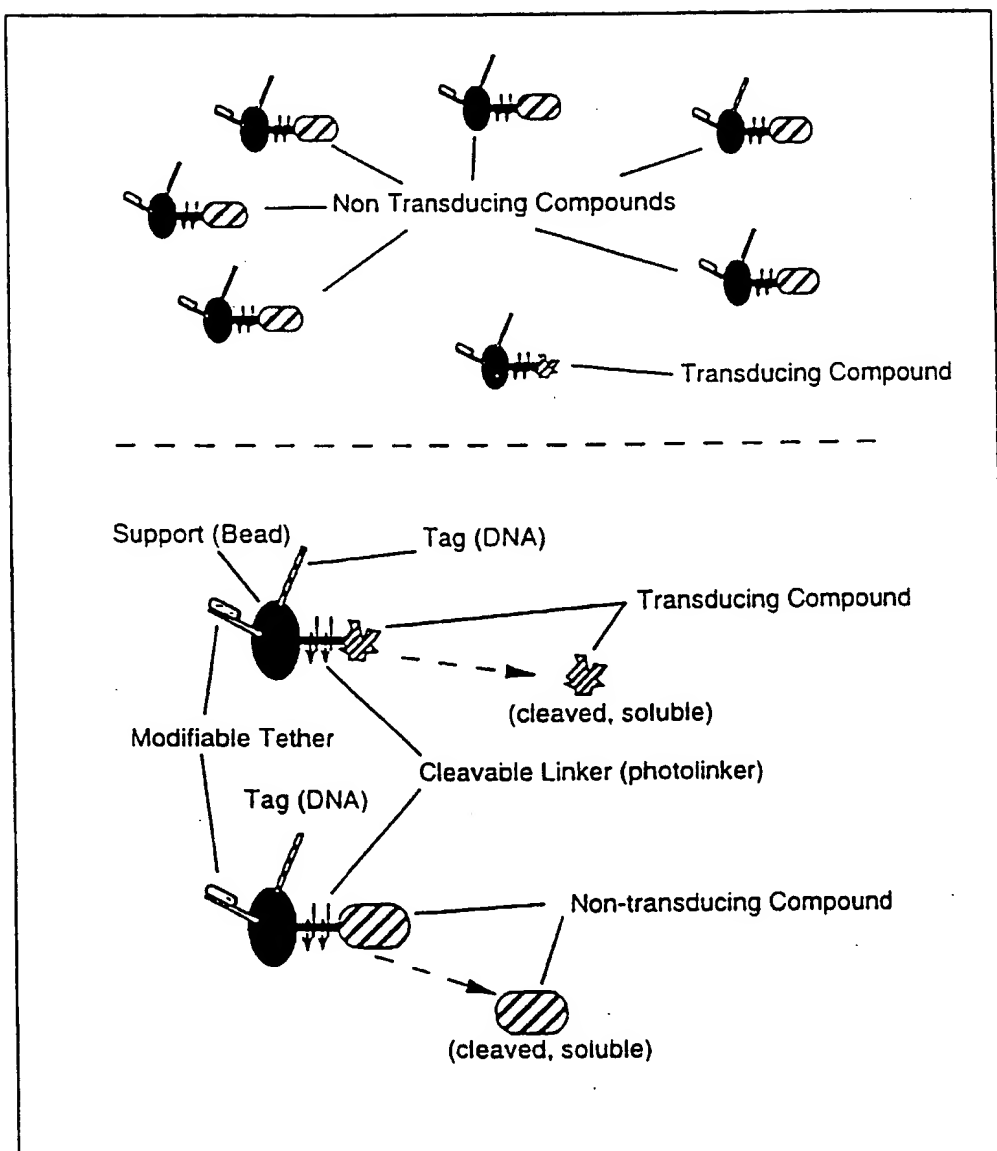 Non Transducing Compounds
Transducing Compound
Support (Bead)
Tag (DNA)
Transducing Compound
(cleaved, soluble)
Modifiable Tether
Cleavable Linker (photolinker)
Tag (DNA)
Non-transducing Compound
(cleaved, soluble)